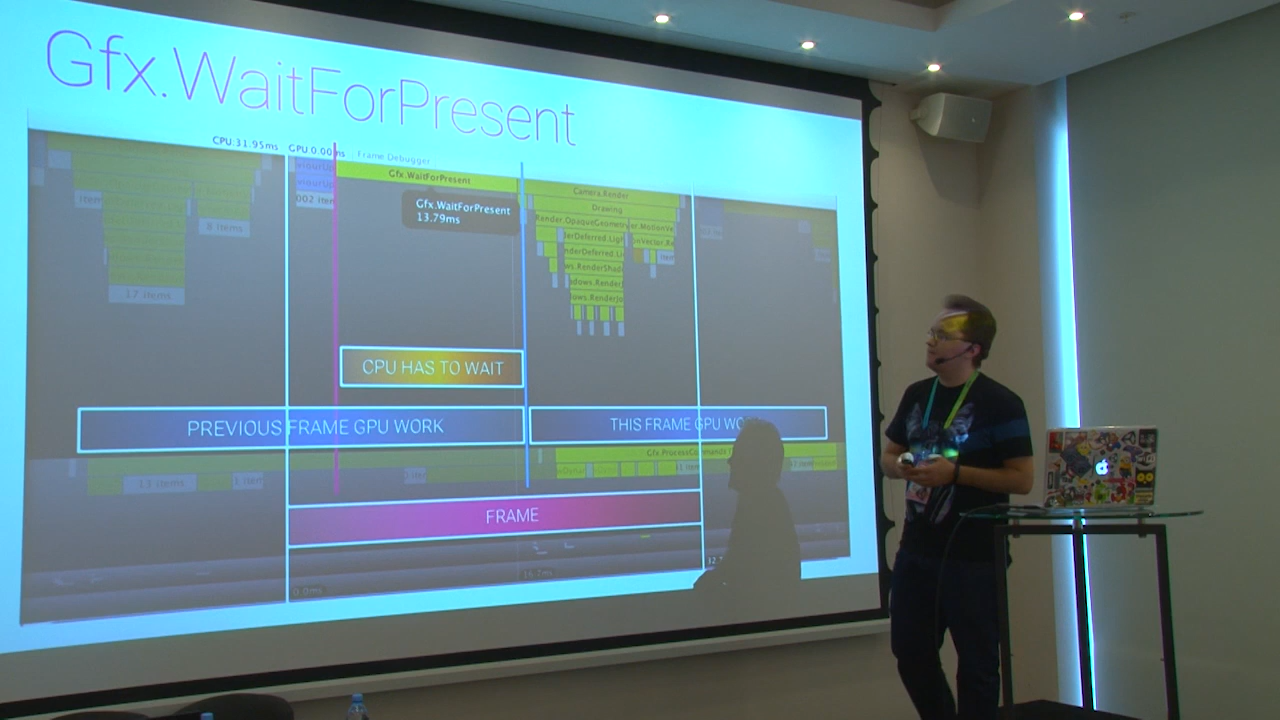 Gfx.WaitForPresent
CPU:31.95ms GPU 0.00ms Frame Debugger
Gfx.WaitForPresent
Gfx.WaitForPresent
13.79ms
Camera.Render
Drawing
8 items
17 items
CPU HAS TO WAIT
PREVIOUS FRAME GPU WORK
THIS FRAME GPU WO
Gfx.ProcessCommands
13 items
FRAME
0.0ms